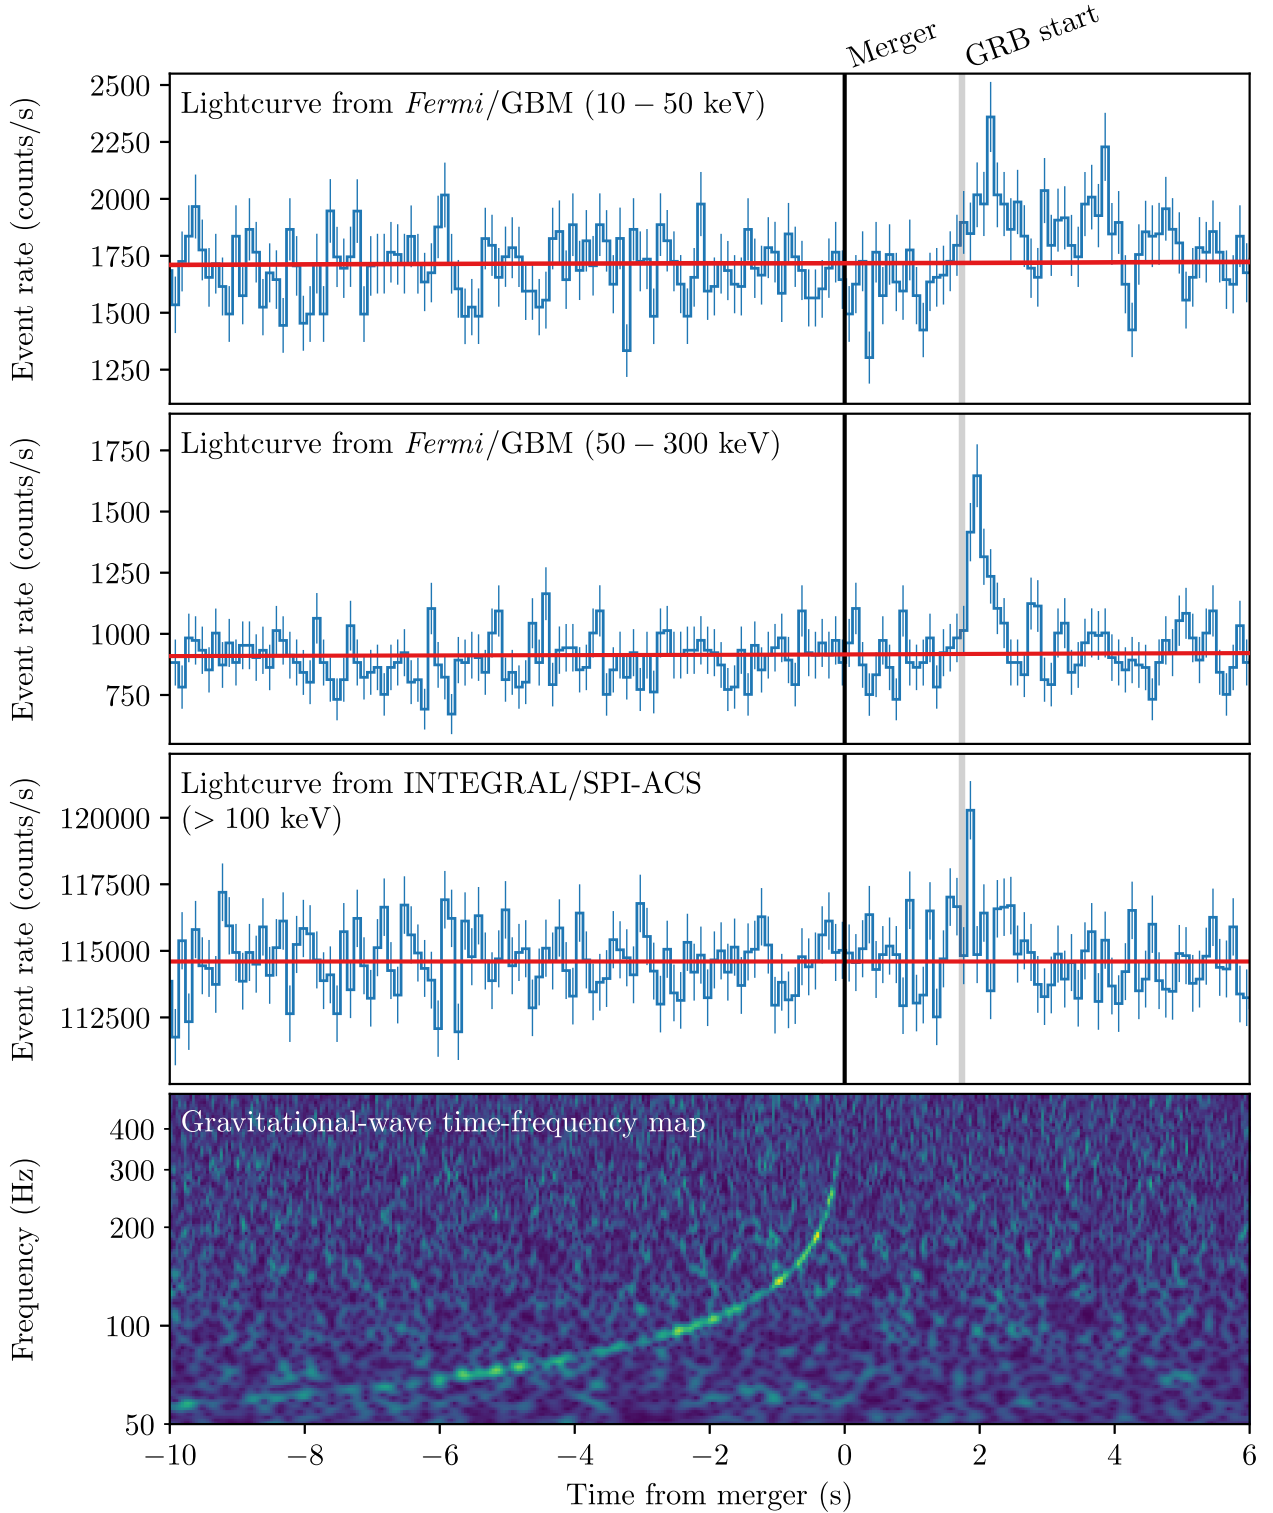 Merger
GRB start
Lightcurve from Fermi/GBM (10 − 50 keV)
Event rate (counts/s)
2500
2250
2000
1750
1500
1250
Lightcurve from Fermi/GBM (50 − 300 keV)
Event rate (counts/s)
1750
1500
1250
1000
750
Lightcurve from INTEGRAL/SPI-ACS
(> 100 keV)
Event rate (counts/s)
120000
117500
115000
112500
Gravitational-wave time-frequency map
Frequency (Hz)
400
300
200
100
50
−10
−8
−6
−4
−2
0
2
4
6
Time from merger (s)